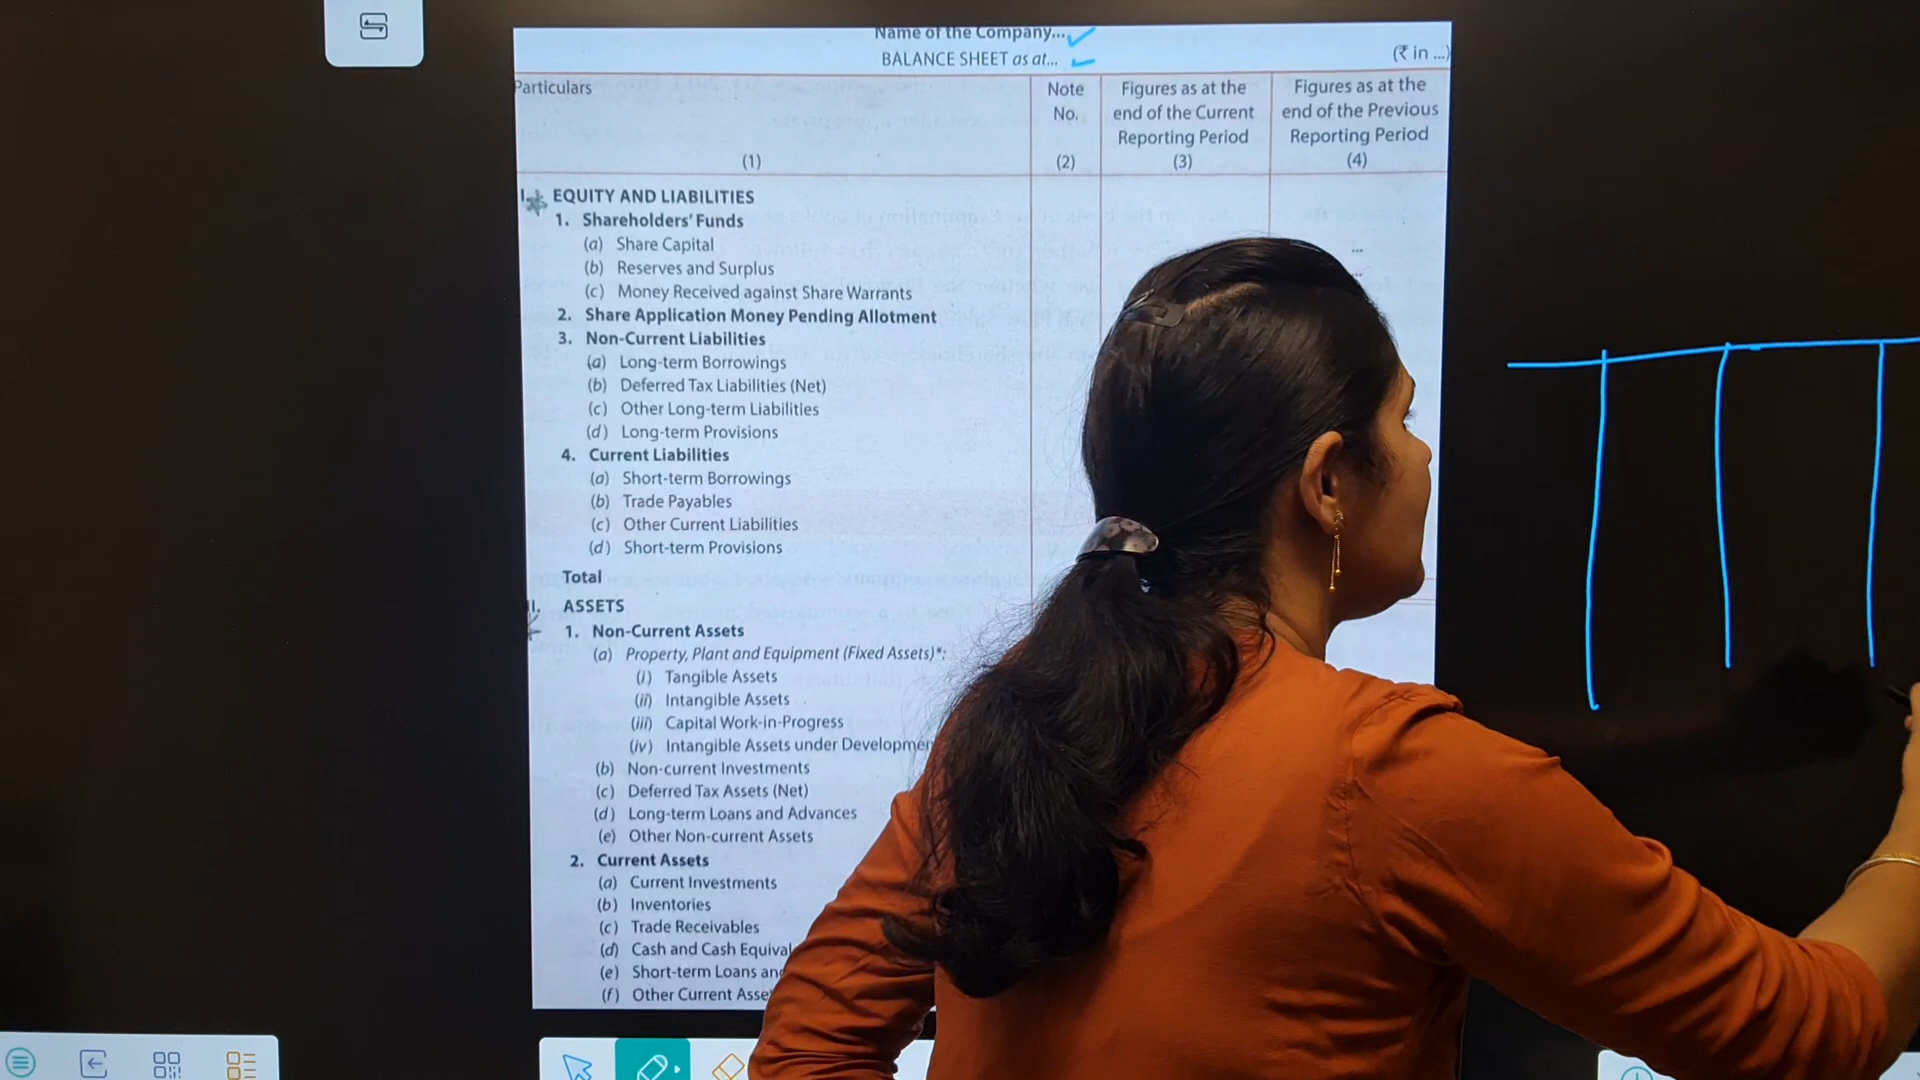 Name of the Company...
BALANCE SHEET as at...
(₹ in ...)
Particulars
(1)
Note
No.
(2)
Figures as at the
end of the Current
Reporting Period
(3)
Figures as at the
end of the Previous
Reporting Period
(4)
I. EQUITY AND LIABILITIES
1. Shareholders' Funds
(a) Share Capital
...
(b) Reserves and Surplus
...
(c) Money Received against Share Warrants
2. Share Application Money Pending Allotment
3. Non-Current Liabilities
(a) Long-term Borrowings
(b) Deferred Tax Liabilities (Net)
(c) Other Long-term Liabilities
(d) Long-term Provisions
4. Current Liabilities
(a) Short-term Borrowings
(b) Trade Payables
(c) Other Current Liabilities
(d) Short-term Provisions
Total
II. ASSETS
1. Non-Current Assets
(a) Property, Plant and Equipment (Fixed Assets)*:
(i) Tangible Assets
(ii) Intangible Assets
(iii) Capital Work-in-Progress
(iv) Intangible Assets under Developmen
(b) Non-current Investments
(c) Deferred Tax Assets (Net)
(d) Long-term Loans and Advances
(e) Other Non-current Assets
2. Current Assets
(a) Current Investments
(b) Inventories
(c) Trade Receivables
(d) Cash and Cash Equival
(e) Short-term Loans an
(f) Other Current Asse